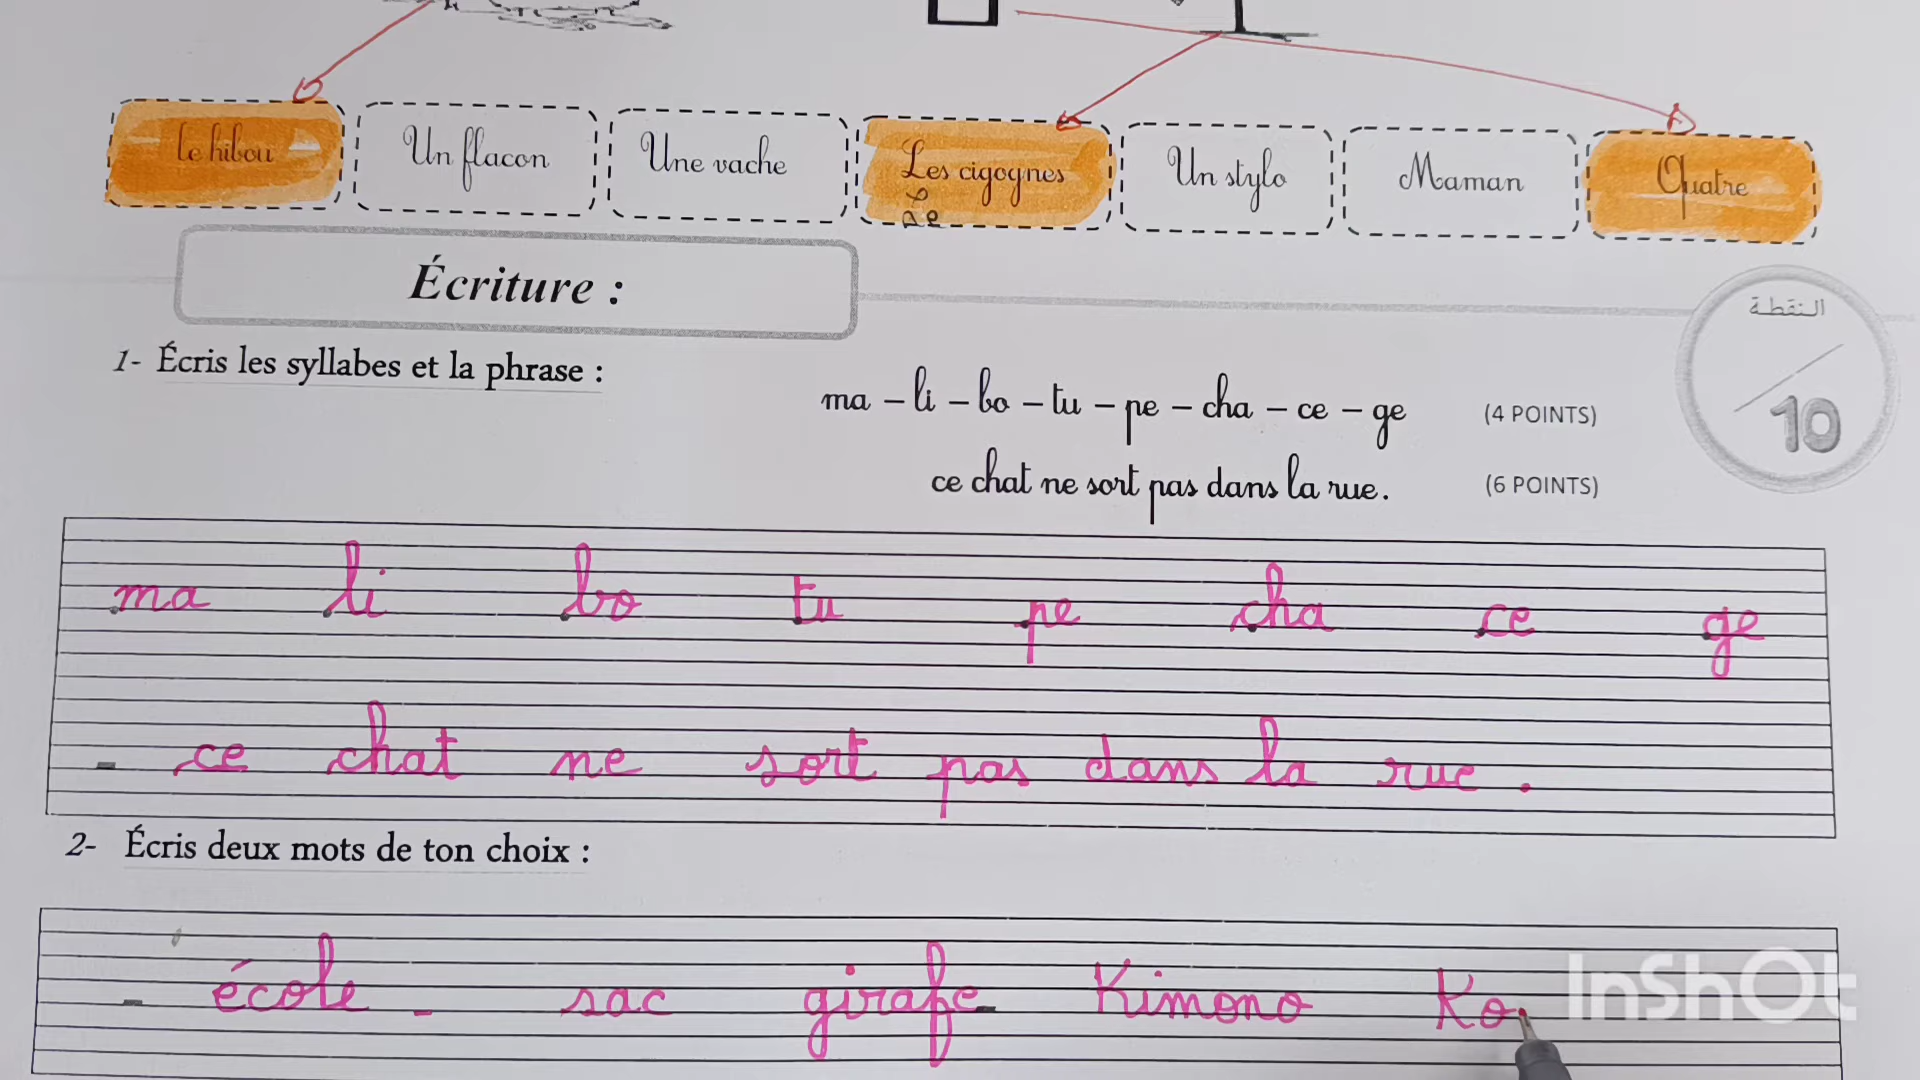 le hibou Un flacon Une vache Les cigognes Un stylo Maman Quatre
Le
Écriture :
النقطة
10
1- Écris les syllabes et la phrase :
ma – li – bo – tu – pe – cha – ce – ge (4 POINTS)
ce chat ne sort pas dans la rue. (6 POINTS)
ma li bo tu pe cha ce ge
- ce chat ne sort pas dans la rue.
2- Écris deux mots de ton choix :
- école - sac girafe - Kimono Ko
InShOt